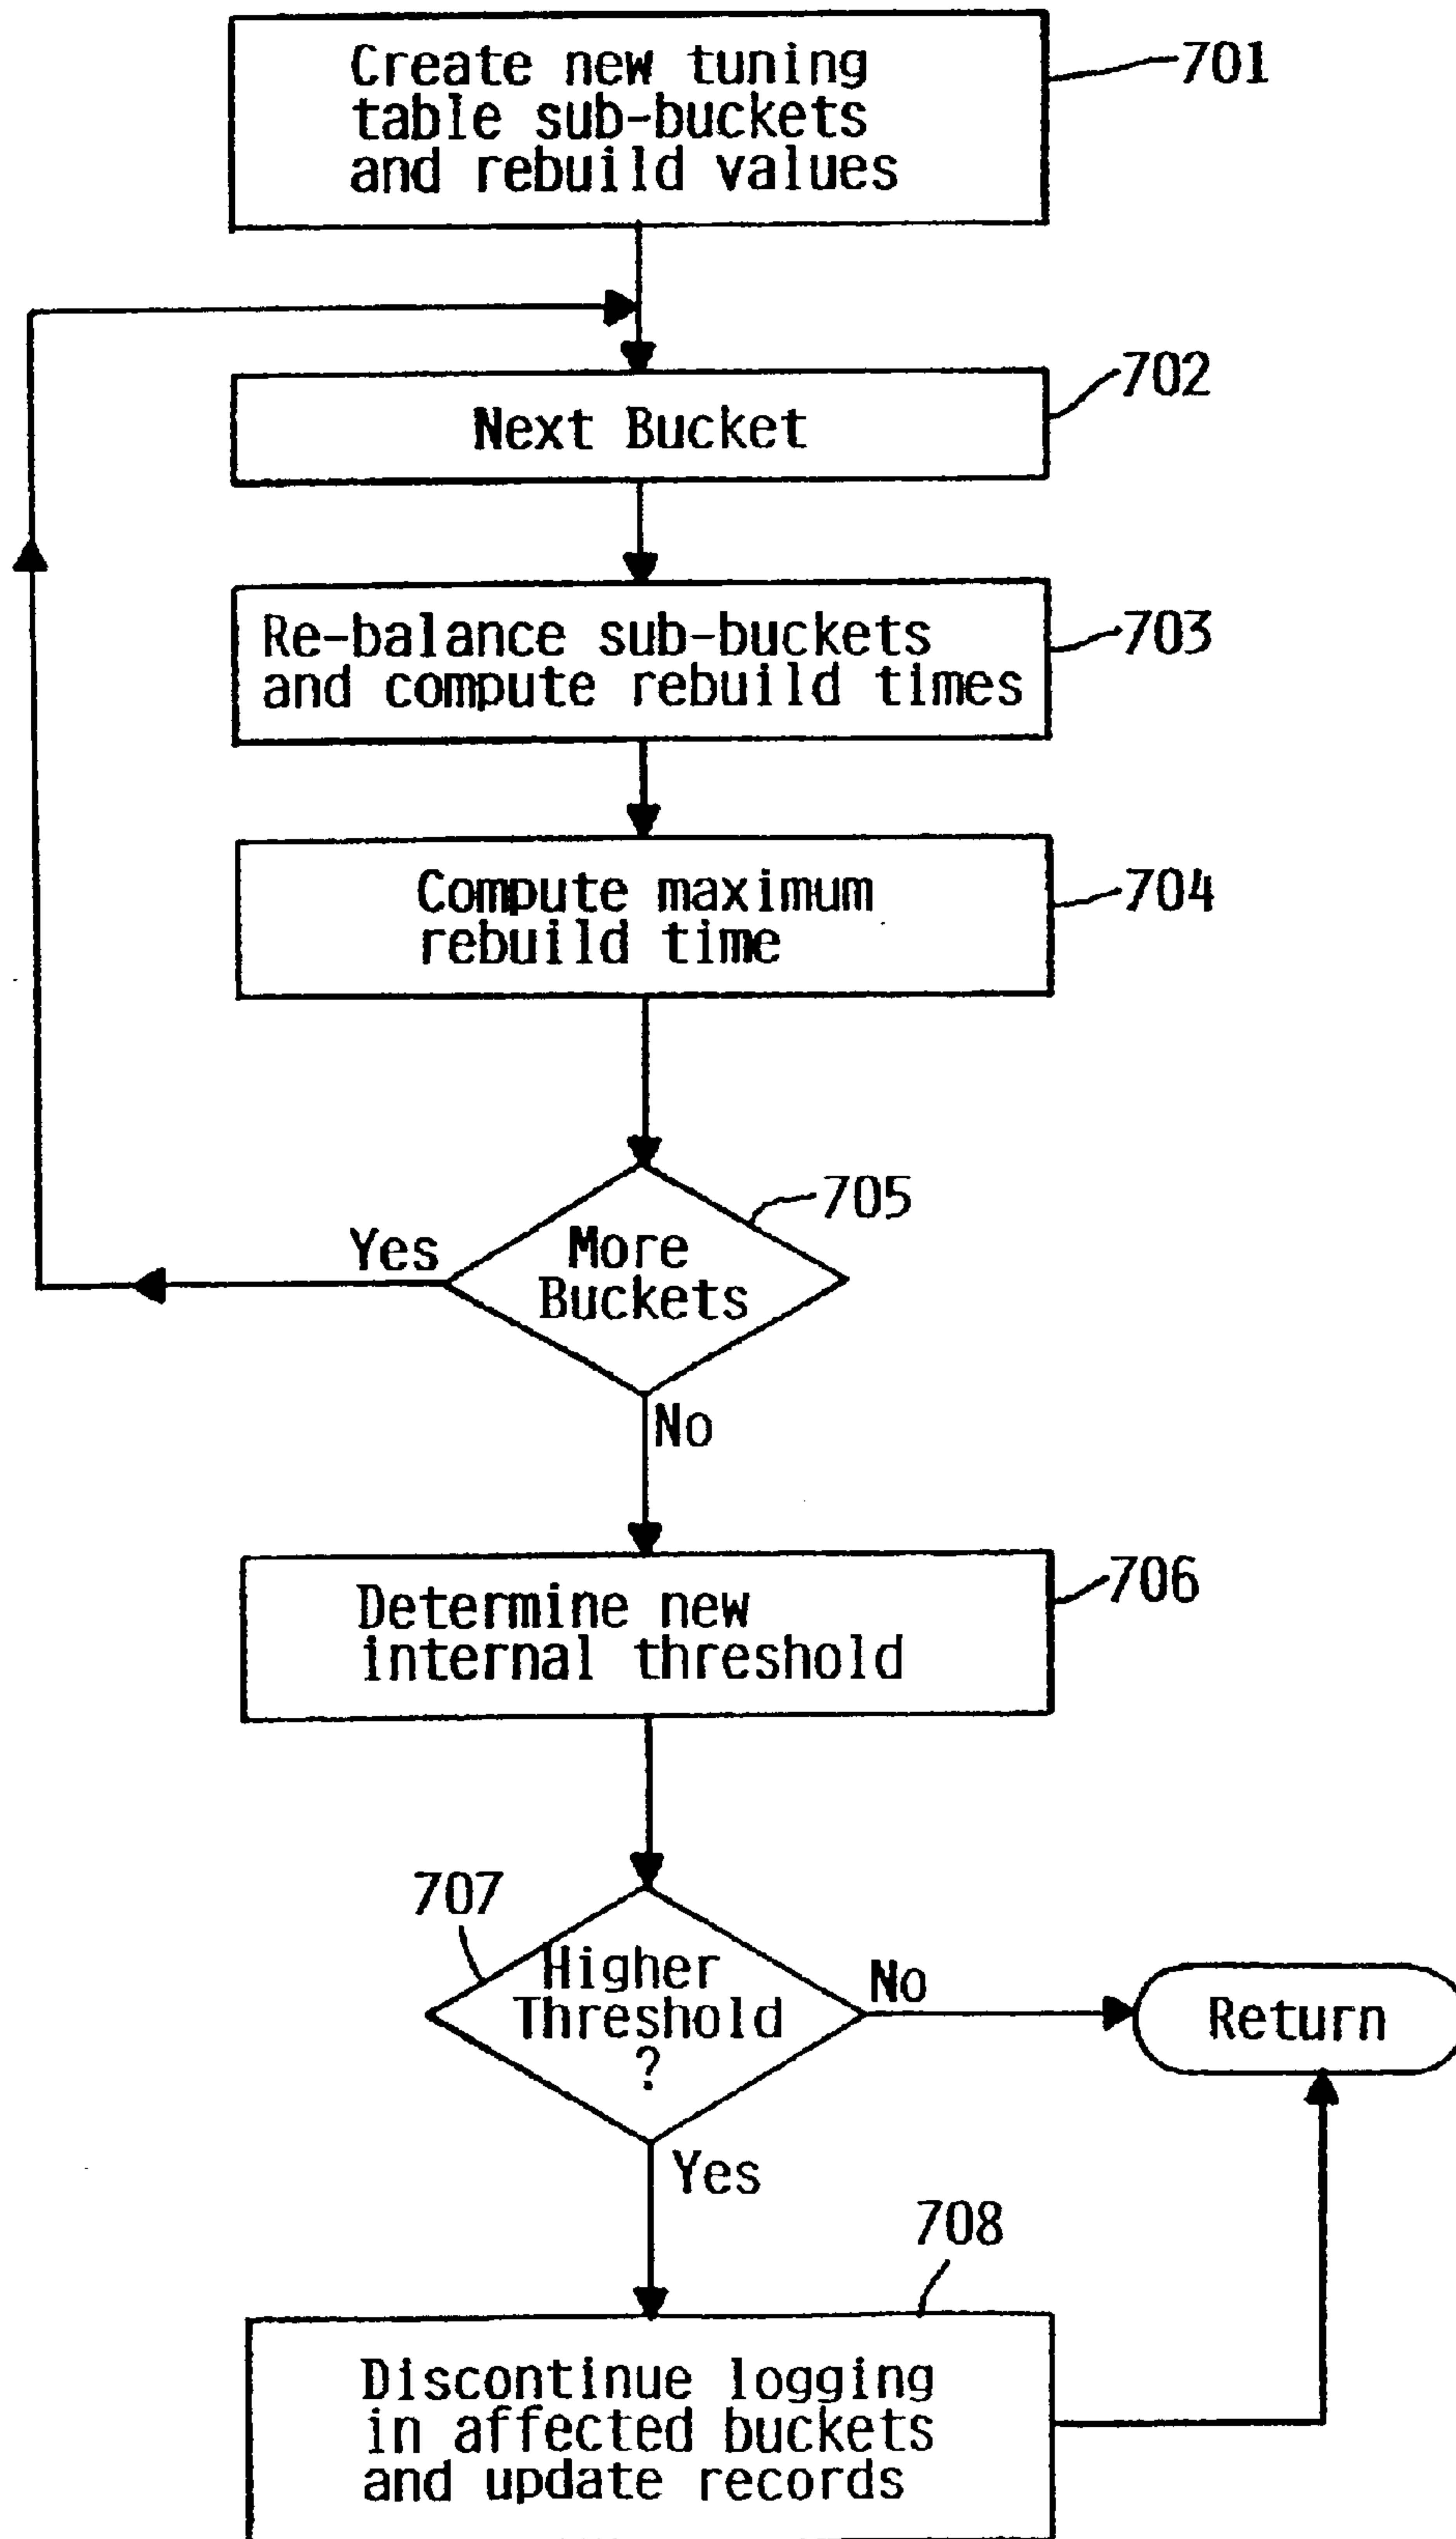 Create new tuning
table sub-buckets
and rebuild values
701
702
Next Bucket
703
Re-balance sub-buckets
and compute rebuild times
704
Compute maximum
rebuild time
705
Yes
More
Buckets
No
706
Determine new
internal threshold
707
Higher
Threshold
?
No
Return
Yes
708
Discontinue logging
in affected buckets
and update records